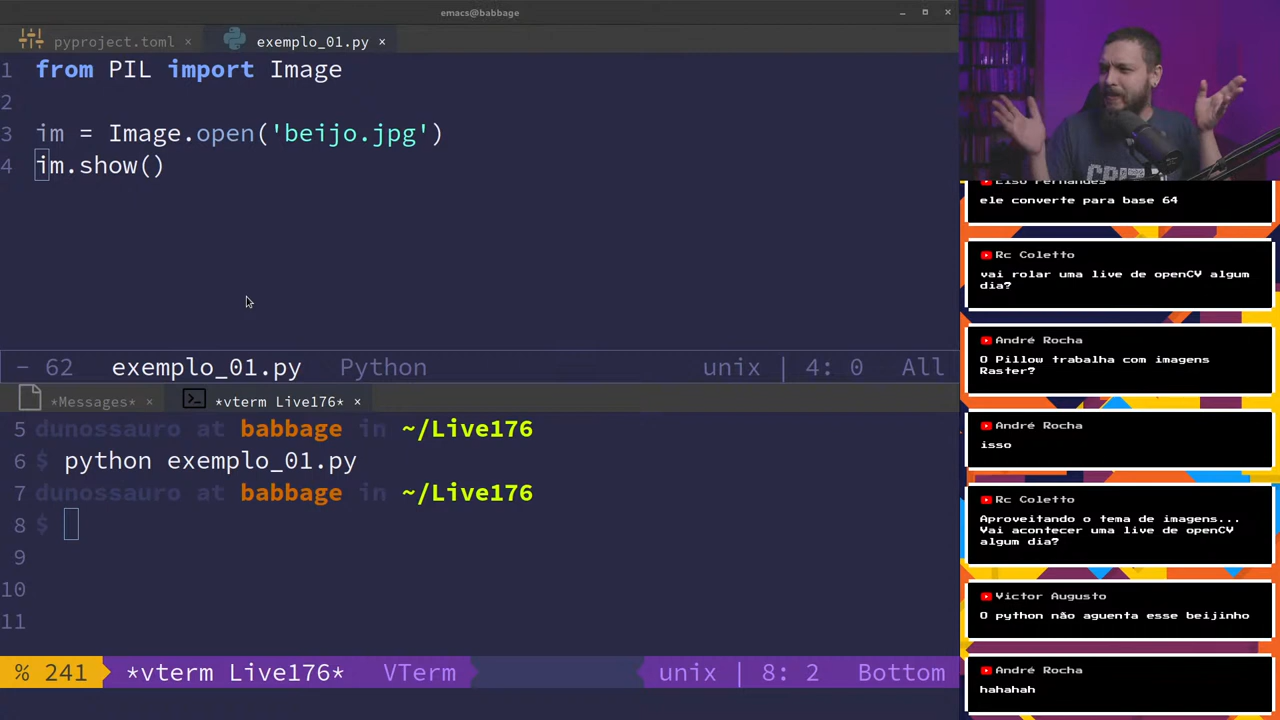 emacs@babbage
pyproject.toml × exemplo_01.py ×
1 from PIL import Image
2
3 im = Image.open('beijo.jpg')
4 im.show()
- 62 exemplo_01.py Python unix | 4: 0 All
*Messages* × *vterm Live176* ×
5 dunossauro at babbage in ~/Live176
6 $ python exemplo_01.py
7 dunossauro at babbage in ~/Live176
8 $
9
10
11
% 241 *vterm Live176* VTerm unix | 8: 2 Bottom
Elso Fernandes
ele converte para base 64
Rc Coletto
vai rolar uma live de openCV algum
dia?
André Rocha
O Pillow trabalha com imagens
Raster?
André Rocha
isso
Rc Coletto
Aproveitando o tema de imagens...
Vai acontecer uma live de openCV
algum dia?
Victor Augusto
O python não aguenta esse beijinho
André Rocha
hahahah